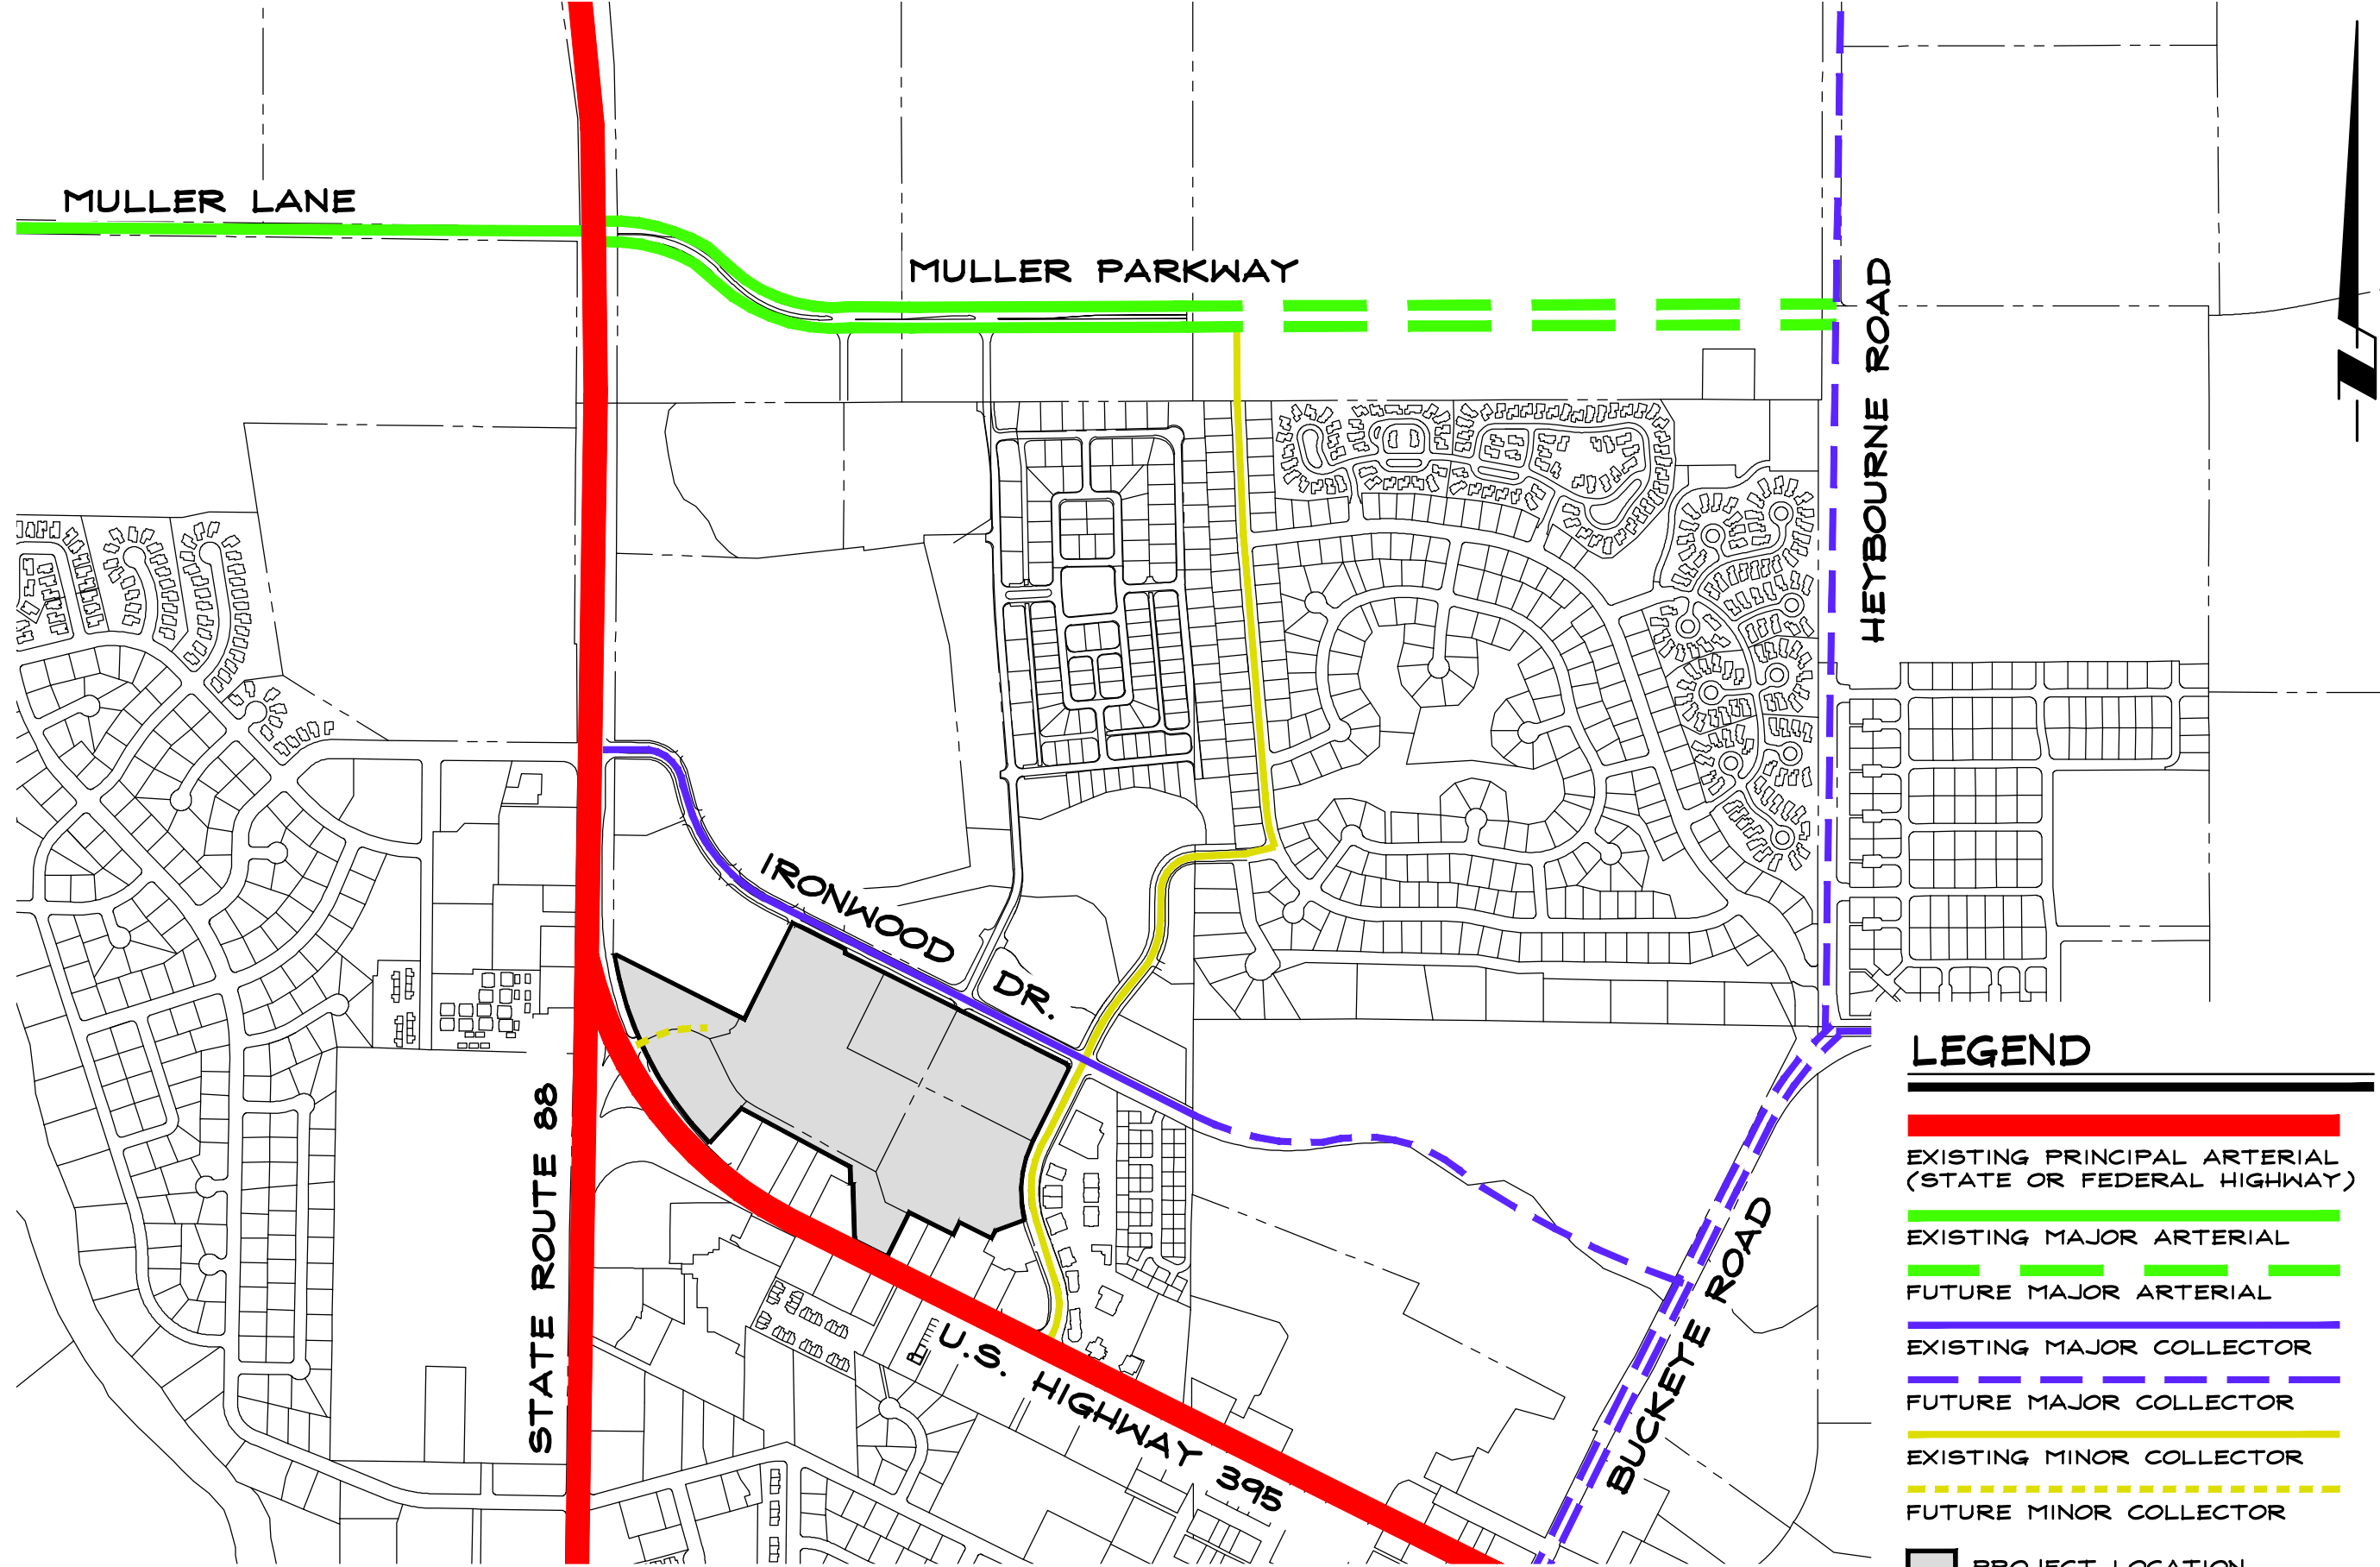 MULLER LANE
MULLER PARKWAY
HEYBOURNE ROAD
IRONWOOD DR.
STATE ROUTE 88
U.S. HIGHWAY 395
BUCKEYE ROAD
LEGEND
EXISTING PRINCIPAL ARTERIAL
(STATE OR FEDERAL HIGHWAY)
EXISTING MAJOR ARTERIAL
FUTURE MAJOR ARTERIAL
EXISTING MAJOR COLLECTOR
FUTURE MAJOR COLLECTOR
EXISTING MINOR COLLECTOR
FUTURE MINOR COLLECTOR
PROJECT LOCATION